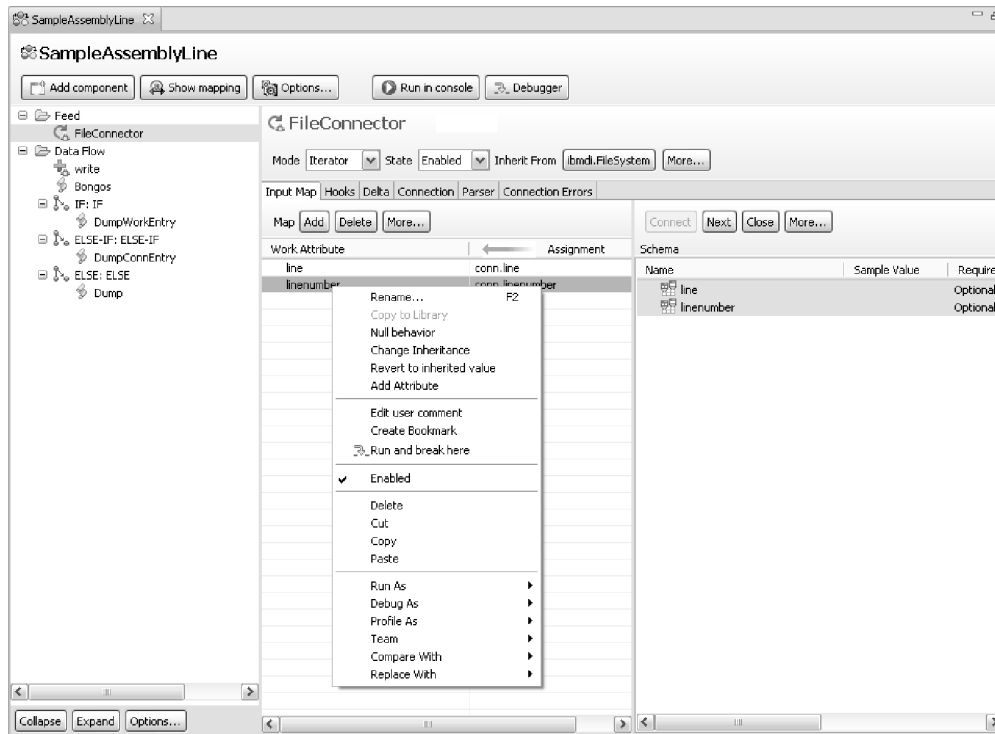 SampleAssemblyLine
SampleAssemblyLine
Add component Show mapping Options... Run in console Debugger
Feed
FileConnector
Data Flow
write
Bongos
IF: IF
DumpWorkEntry
ELSE-IF: ELSE-IF
DumpConnEntry
ELSE: ELSE
Dump
Collapse Expand Options...
FileConnector
Mode Iterator State Enabled Inherit From ibmdi.FileSystem More...
Input Map Hooks Delta Connection Parser Connection Errors
Map Add Delete More...
Work Attribute Assignment
line conn.line
linenumber conn.linenumber
Rename... F2
Copy to Library
Null behavior
Change Inheritance
Revert to inherited value
Add Attribute
Edit user comment
Create Bookmark
Run and break here
Enabled
Delete
Cut
Copy
Paste
Run As
Debug As
Profile As
Team
Compare With
Replace With
Connect Next Close More...
Schema
Name Sample Value Require
line Optional
linenumber Optional